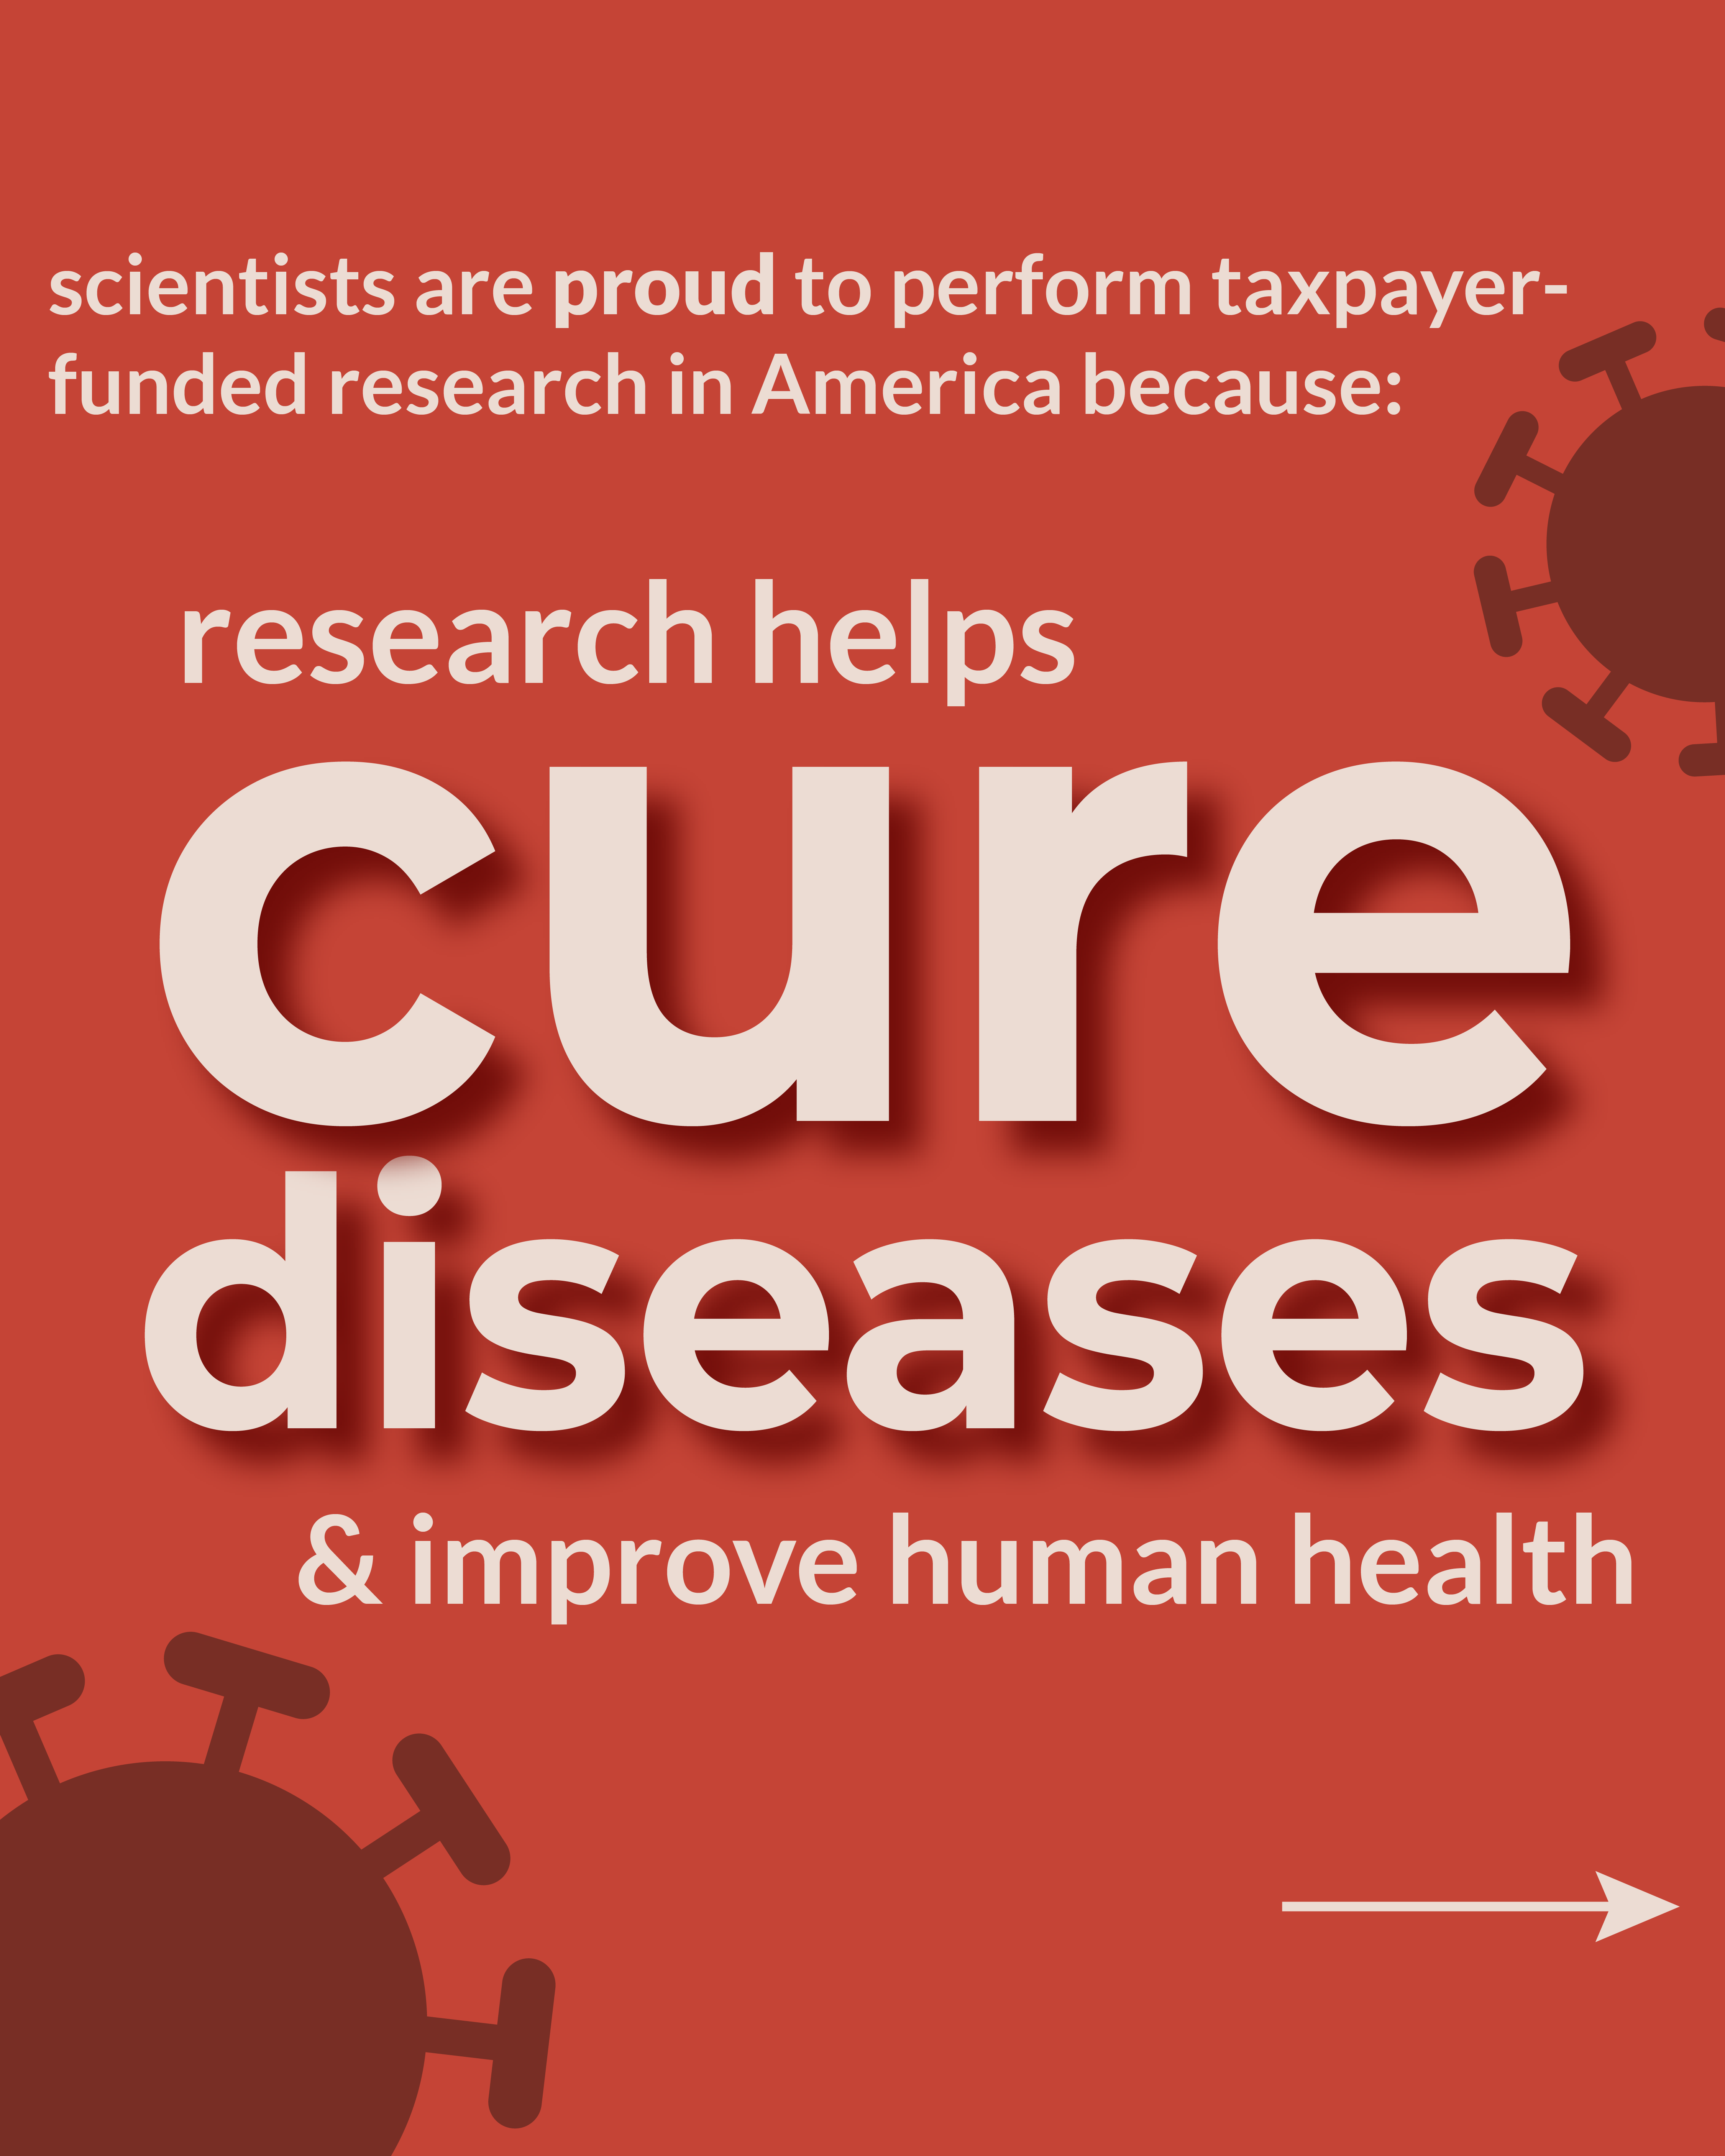 scientists are proud to perform taxpayer-
funded research in America because:
research helps
cure
diseases
& improve human health